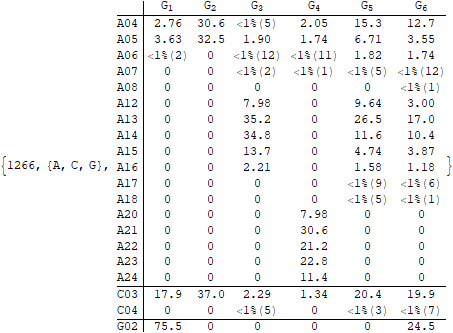 G1 G2 G3 G4 G5 G6
A04 2.76 30.6 <1%(5) 2.05 15.3 12.7
A05 3.63 32.5 1.90 1.74 6.71 3.55
A06 <1%(2) 0 <1%(12) <1%(11) 1.82 1.74
A07 0 0 <1%(2) <1%(1) <1%(5) <1%(12)
A08 0 0 0 0 0 <1%(1)
A12 0 0 7.98 0 9.64 3.00
A13 0 0 35.2 0 26.5 17.0
A14 0 0 34.8 0 11.6 10.4
A15 0 0 13.7 0 4.74 3.87
{1266, {A, C, G}, A16 0 0 2.21 0 1.58 1.18 }
A17 0 0 0 0 <1%(9) <1%(6)
A18 0 0 0 0 <1%(5) <1%(1)
A20 0 0 0 7.98 0 0
A21 0 0 0 30.6 0 0
A22 0 0 0 21.2 0 0
A23 0 0 0 22.8 0 0
A24 0 0 0 11.4 0 0
C03 17.9 37.0 2.29 1.34 20.4 19.9
C04 0 0 <1%(5) 0 <1%(3) <1%(7)
G02 75.5 0 0 0 0 24.5